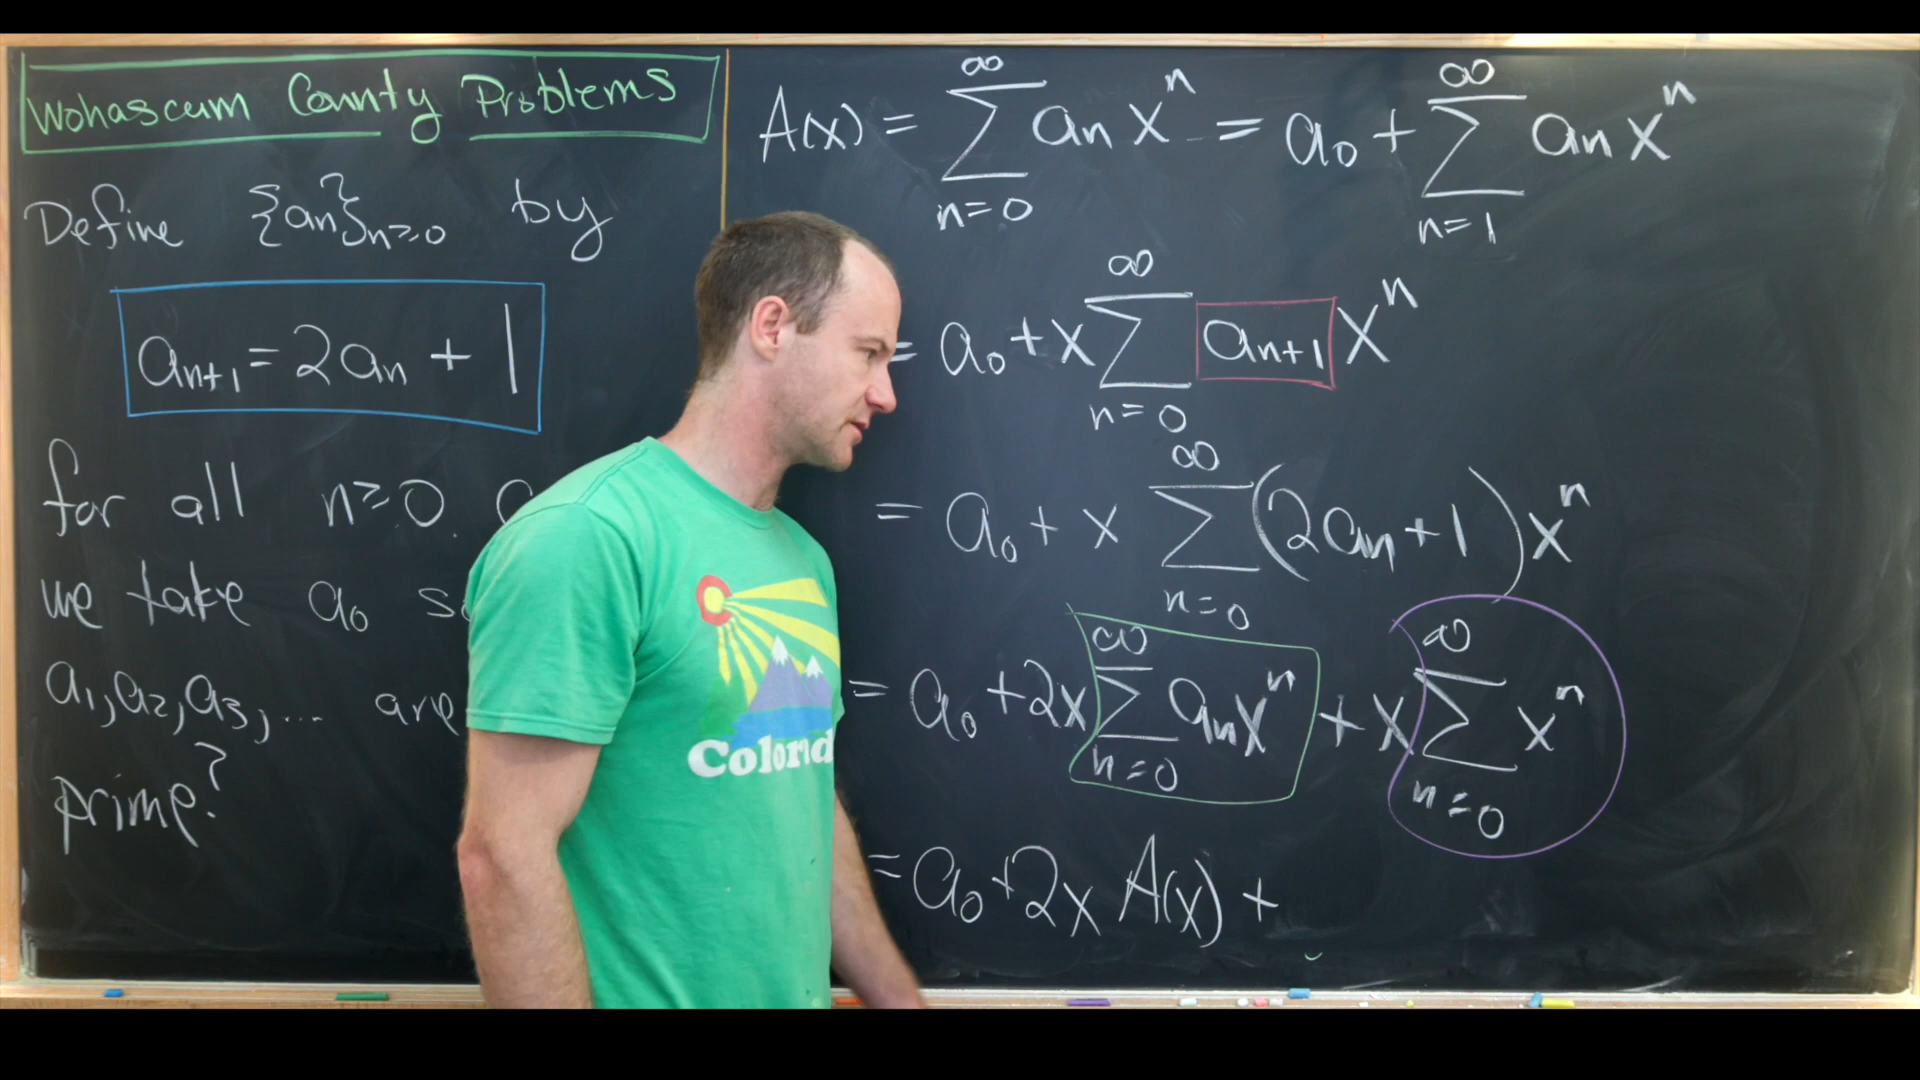 Wohascum County Problems
Define {an}n≥0 by
an+1 = 2an + 1
for all n≥0.
we take a0
a1, a2, a3, ... are
prime?
A(x) = ∑_{n=0}^{∞} an x^n = a0 + ∑_{n=1}^{∞} an x^n
= a0 + x ∑_{n=0}^{∞} an+1 x^n
= a0 + x ∑_{n=0}^{∞} (2an+1) x^n
= a0 + 2x ∑_{n=0}^{∞} an x^n + x ∑_{n=0}^{∞} x^n
= a0 + 2x A(x) +
C
Colorad